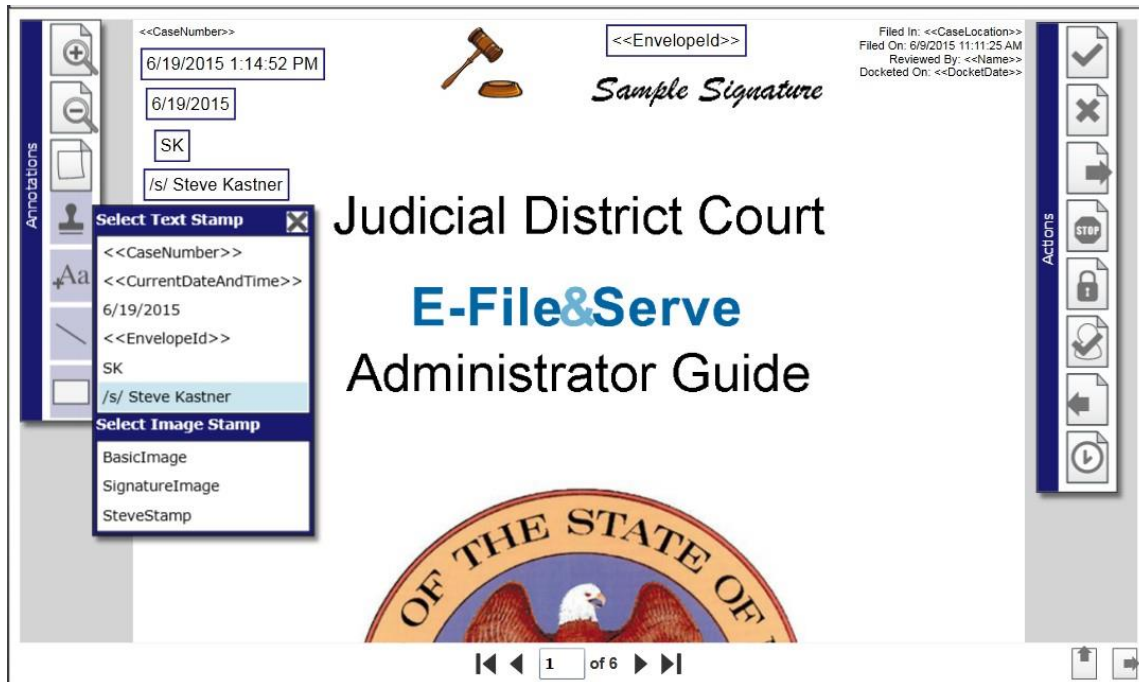 <<CaseNumber>>
6/19/2015 1:14:52 PM
6/19/2015
SK
/s/ Steve Kastner
<<EnvelopeId>>
Sample Signature
Filed In: <<CaseLocation>>
Filed On: 6/9/2015 11:11:25 AM
Reviewed By: <<Name>>
Docketed On: <<DocketDate>>
Annotations
Aa
Select Text Stamp
<<CaseNumber>>
<<CurrentDateAndTime>>
6/19/2015
<<EnvelopeId>>
SK
/s/ Steve Kastner
Select Image Stamp
BasicImage
SignatureImage
SteveStamp
Judicial District Court
E-File&Serve
Administrator Guide
OF THE STATE OF
Actions
STOP
1 of 6